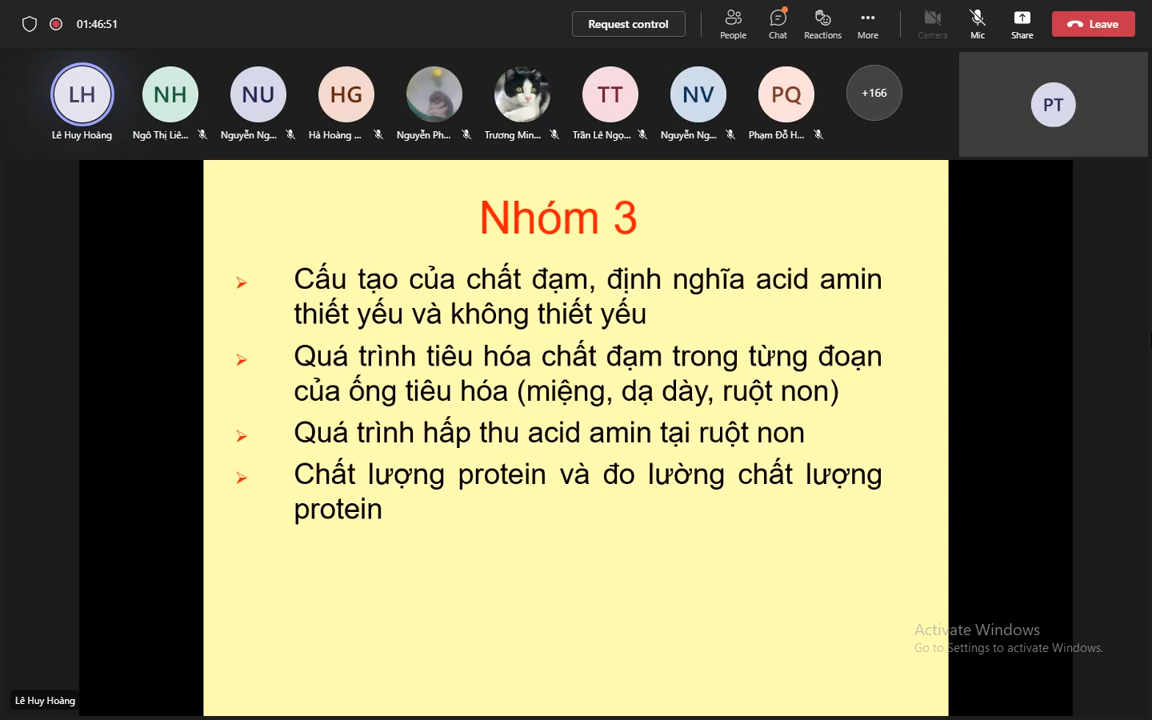 01:46:51
Request control
People
Chat
Reactions
More
Camera
Mic
Share
Leave
LH
NH
NU
HG
TT
NV
PQ
+166
PT
Lê Huy Hoàng
Ngô Thị Liê...
Nguyễn Ng...
Hà Hoàng ...
Nguyễn Ph...
Trương Min...
Trần Lê Ngọ...
Nguyễn Ng...
Phạm Đỗ H...
Nhóm 3
Cấu tạo của chất đạm, định nghĩa acid amin
thiết yếu và không thiết yếu
Quá trình tiêu hóa chất đạm trong từng đoạn
của ống tiêu hóa (miệng, dạ dày, ruột non)
Quá trình hấp thu acid amin tại ruột non
Chất lượng protein và đo lường chất lượng
protein
Activate Windows
Go to Settings to activate Windows.
Lê Huy Hoàng